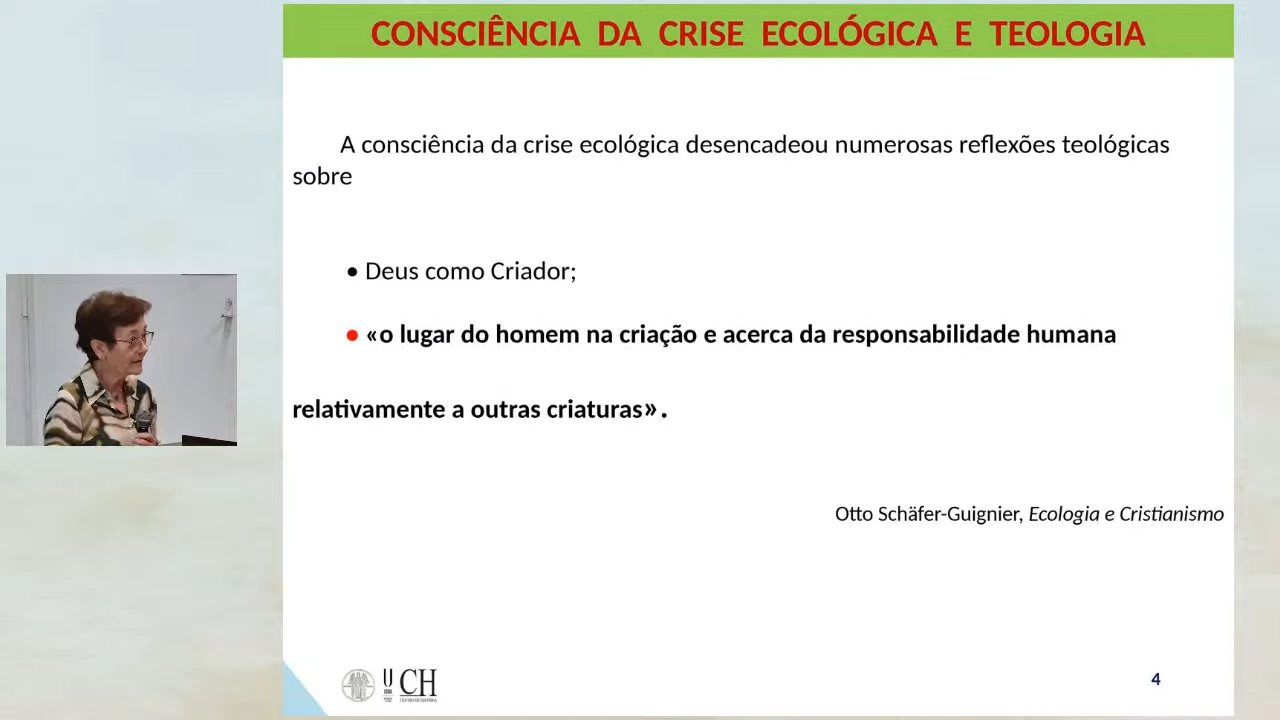 CONSCIÊNCIA DA CRISE ECOLÓGICA E TEOLOGIA
A consciência da crise ecológica desencadeou numerosas reflexões teológicas
sobre
• Deus como Criador;
• «o lugar do homem na criação e acerca da responsabilidade humana
relativamente a outras criaturas».
Otto Schäfer-Guignier, Ecologia e Cristianismo
U CH
4